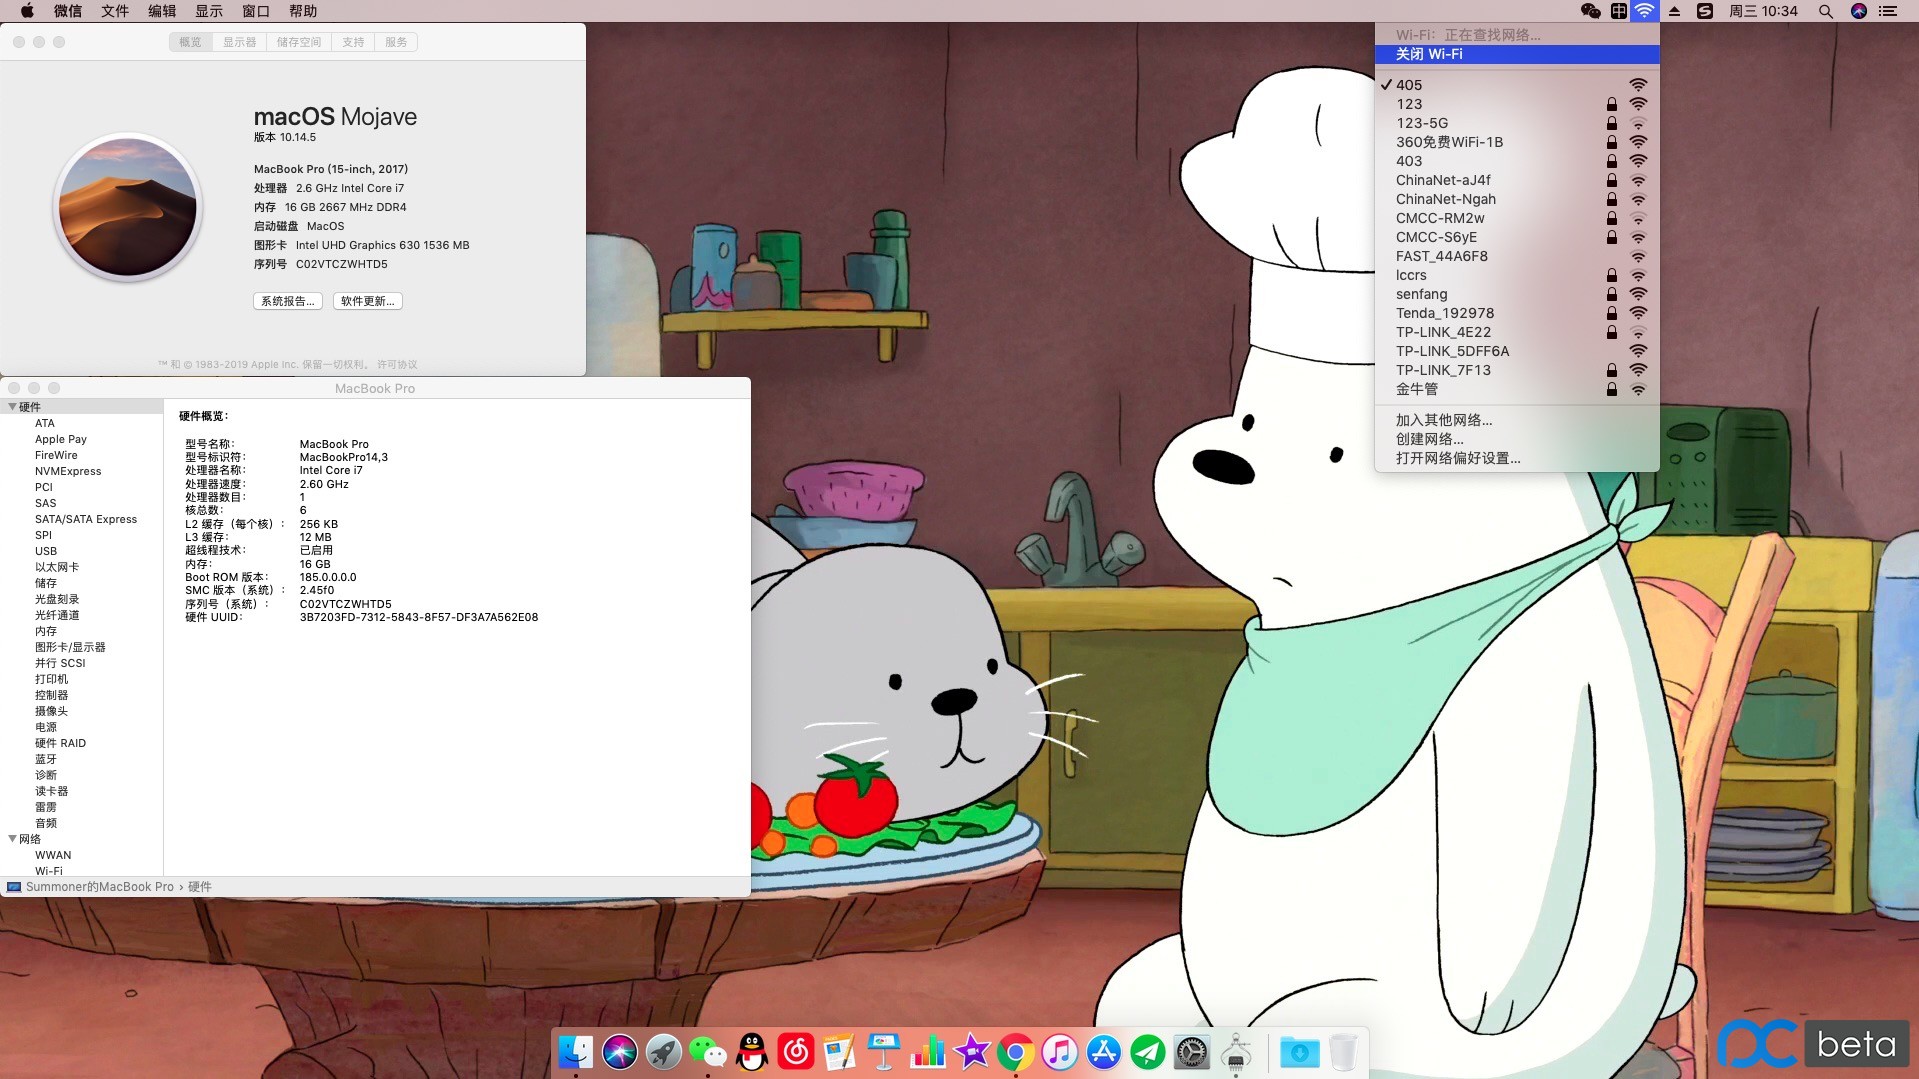 微信 文件 编辑 显示 窗口 帮助 中 周三 10:34
概览 显示器 储存空间 支持 服务
macOS Mojave
版本 10.14.5
MacBook Pro (15-inch, 2017)
处理器 2.6 GHz Intel Core i7
内存 16 GB 2667 MHz DDR4
启动磁盘 MacOS
图形卡 Intel UHD Graphics 630 1536 MB
序列号 C02VTCZWHTD5
系统报告... 软件更新...
™ 和 © 1983-2019 Apple Inc. 保留一切权利。 许可协议
MacBook Pro
硬件
ATA
Apple Pay
FireWire
NVMExpress
PCI
SAS
SATA/SATA Express
SPI
USB
以太网卡
储存
光盘刻录
光纤通道
内存
图形卡/显示器
并行 SCSI
打印机
控制器
摄像头
电源
硬件 RAID
蓝牙
诊断
读卡器
雷雳
音频
网络
WWAN
Wi-Fi
硬件概览：
型号名称： MacBook Pro
型号标识符： MacBookPro14,3
处理器名称： Intel Core i7
处理器速度： 2.60 GHz
处理器数目： 1
核总数： 6
L2 缓存（每个核）： 256 KB
L3 缓存： 12 MB
超线程技术： 已启用
内存： 16 GB
Boot ROM 版本： 185.0.0.0.0
SMC 版本（系统）： 2.45f0
序列号（系统）： C02VTCZWHTD5
硬件 UUID： 3B7203FD-7312-5843-8F57-DF3A7A562E08
Summoner的MacBook Pro › 硬件
Wi-Fi：正在查找网络...
关闭 Wi-Fi
✓ 405
123
123-5G
360免费WiFi-1B
403
ChinaNet-aJ4f
ChinaNet-Ngah
CMCC-RM2w
CMCC-S6yE
FAST_44A6F8
lccrs
senfang
Tenda_192978
TP-LINK_4E22
TP-LINK_5DFF6A
TP-LINK_7F13
金牛管
加入其他网络...
创建网络...
打开网络偏好设置...
PC beta